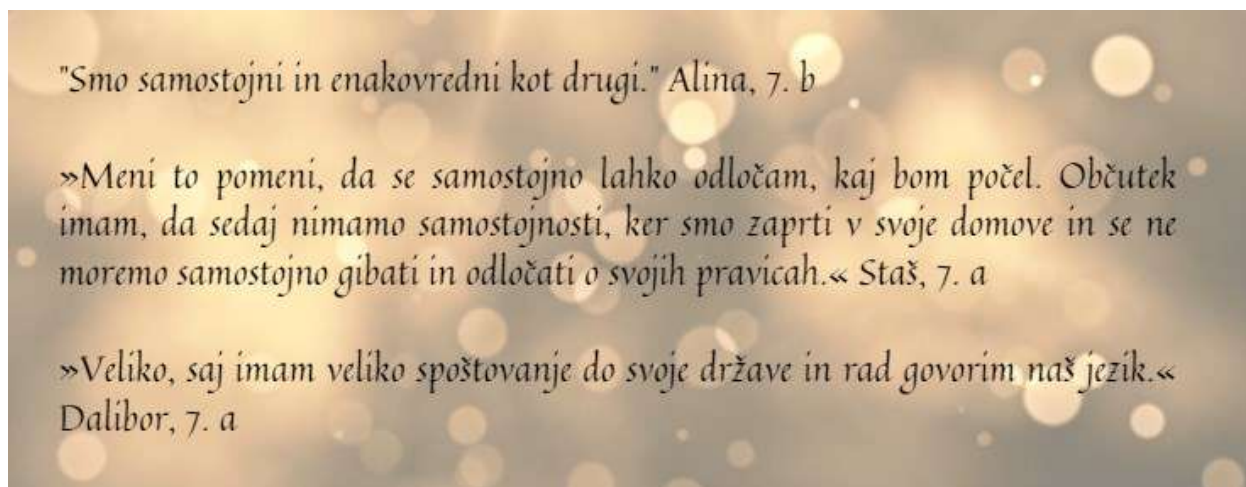 "Smo samostojni in enakovredni kot drugi." Alina, 7. b
»Meni to pomeni, da se samostojno lahko odločam, kaj bom počel. Občutek
imam, da sedaj nimamo samostojnosti, ker smo zaprti v svoje domove in se ne
moremo samostojno gibati in odločati o svojih pravicah.« Staš, 7. a
»Veliko, saj imam veliko spoštovanje do svoje države in rad govorim naš jezik.«
Dalibor, 7. a